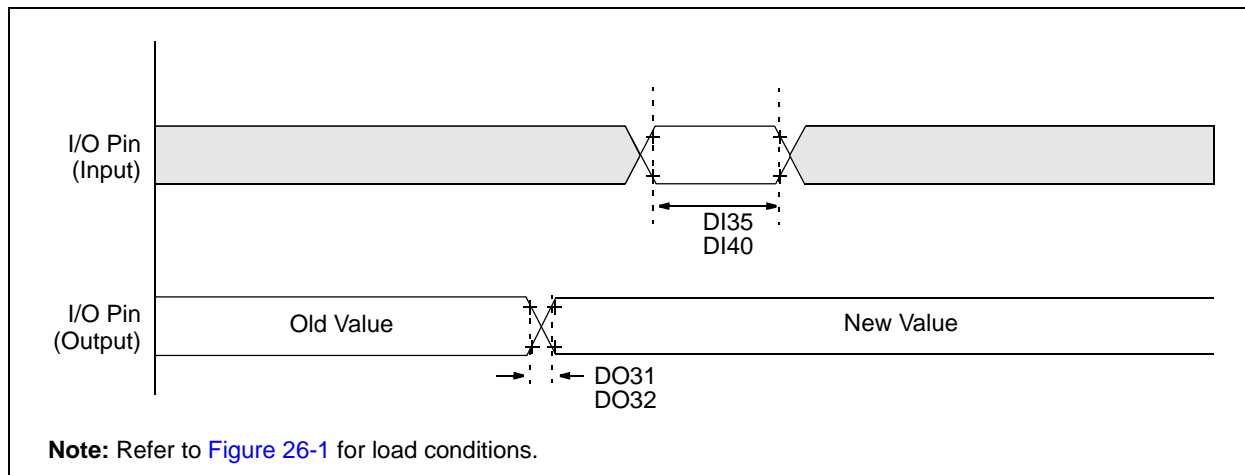 I/O Pin
(Input)
DI35
DI40
I/O Pin
(Output)
Old Value
New Value
DO31
DO32
Note: Refer to Figure 26-1 for load conditions.